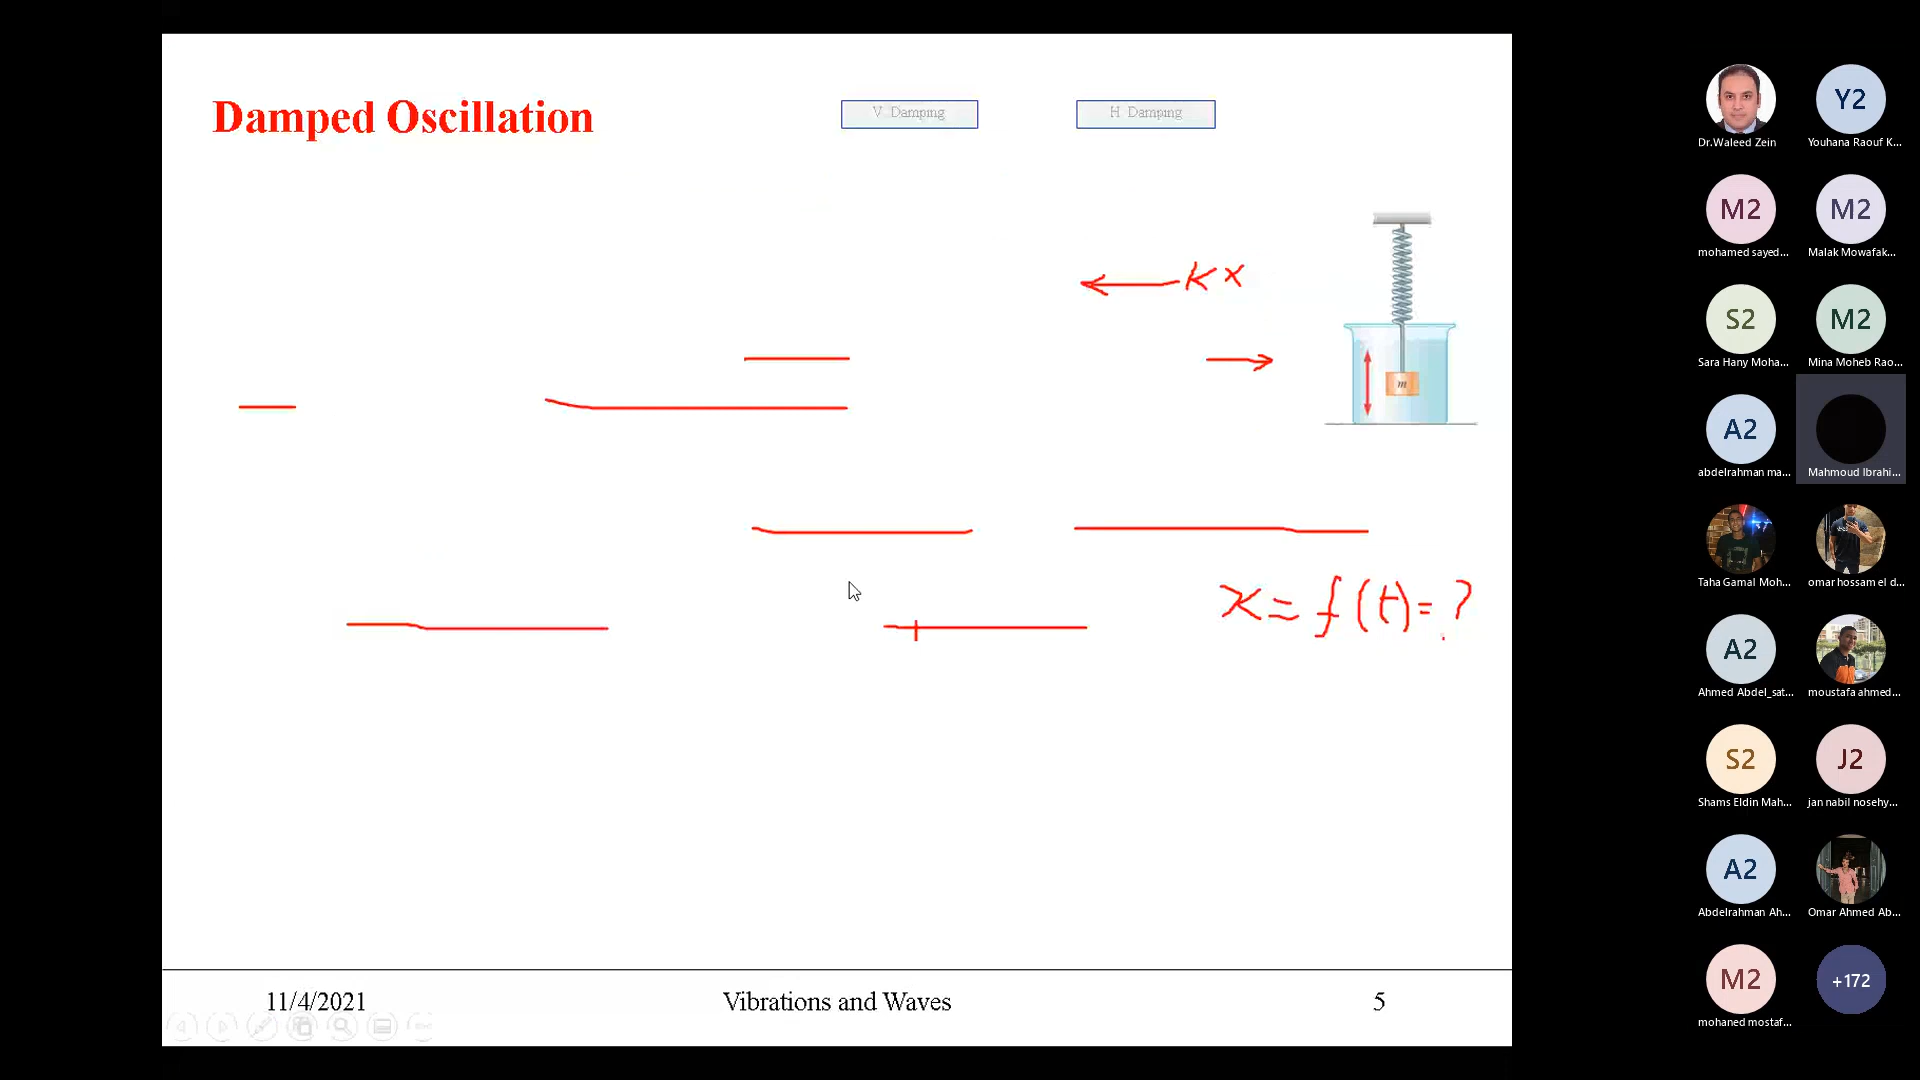 Damped Oscillation
V Damping
H Damping
Kx
m
x = f(t) = ?
11/4/2021
Vibrations and Waves
5
Dr.Waleed Zein
Y2
Youhana Raouf K...
M2
mohamed sayed...
M2
Malak Mowafak...
S2
Sara Hany Moha...
M2
Mina Moheb Rao...
A2
abdelrahman ma...
Mahmoud Ibrahi...
Taha Gamal Moh...
omar hossam el d...
A2
Ahmed Abdel_sat...
moustafa ahmed...
S2
Shams Eldin Mah...
J2
jan nabil nosehy...
A2
Abdelrahman Ah...
Omar Ahmed Ab...
M2
mohaned mostaf...
+172